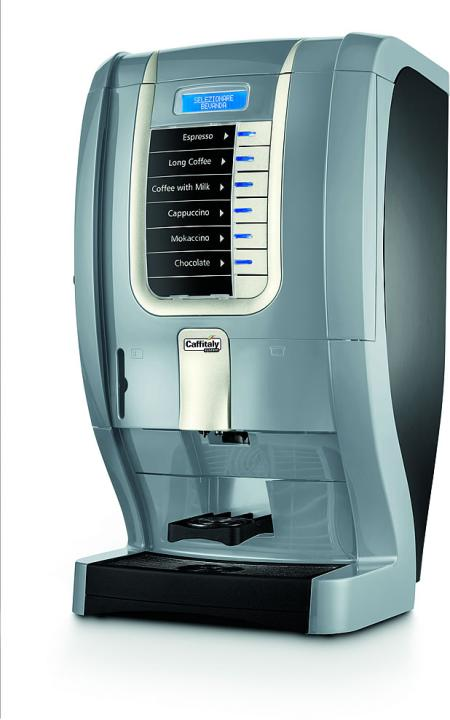 SELEZIONARE
BEVANDA
Espresso
Long Coffee
Coffee with Milk
Cappuccino
Mokaccino
Chocolate
Caffitaly